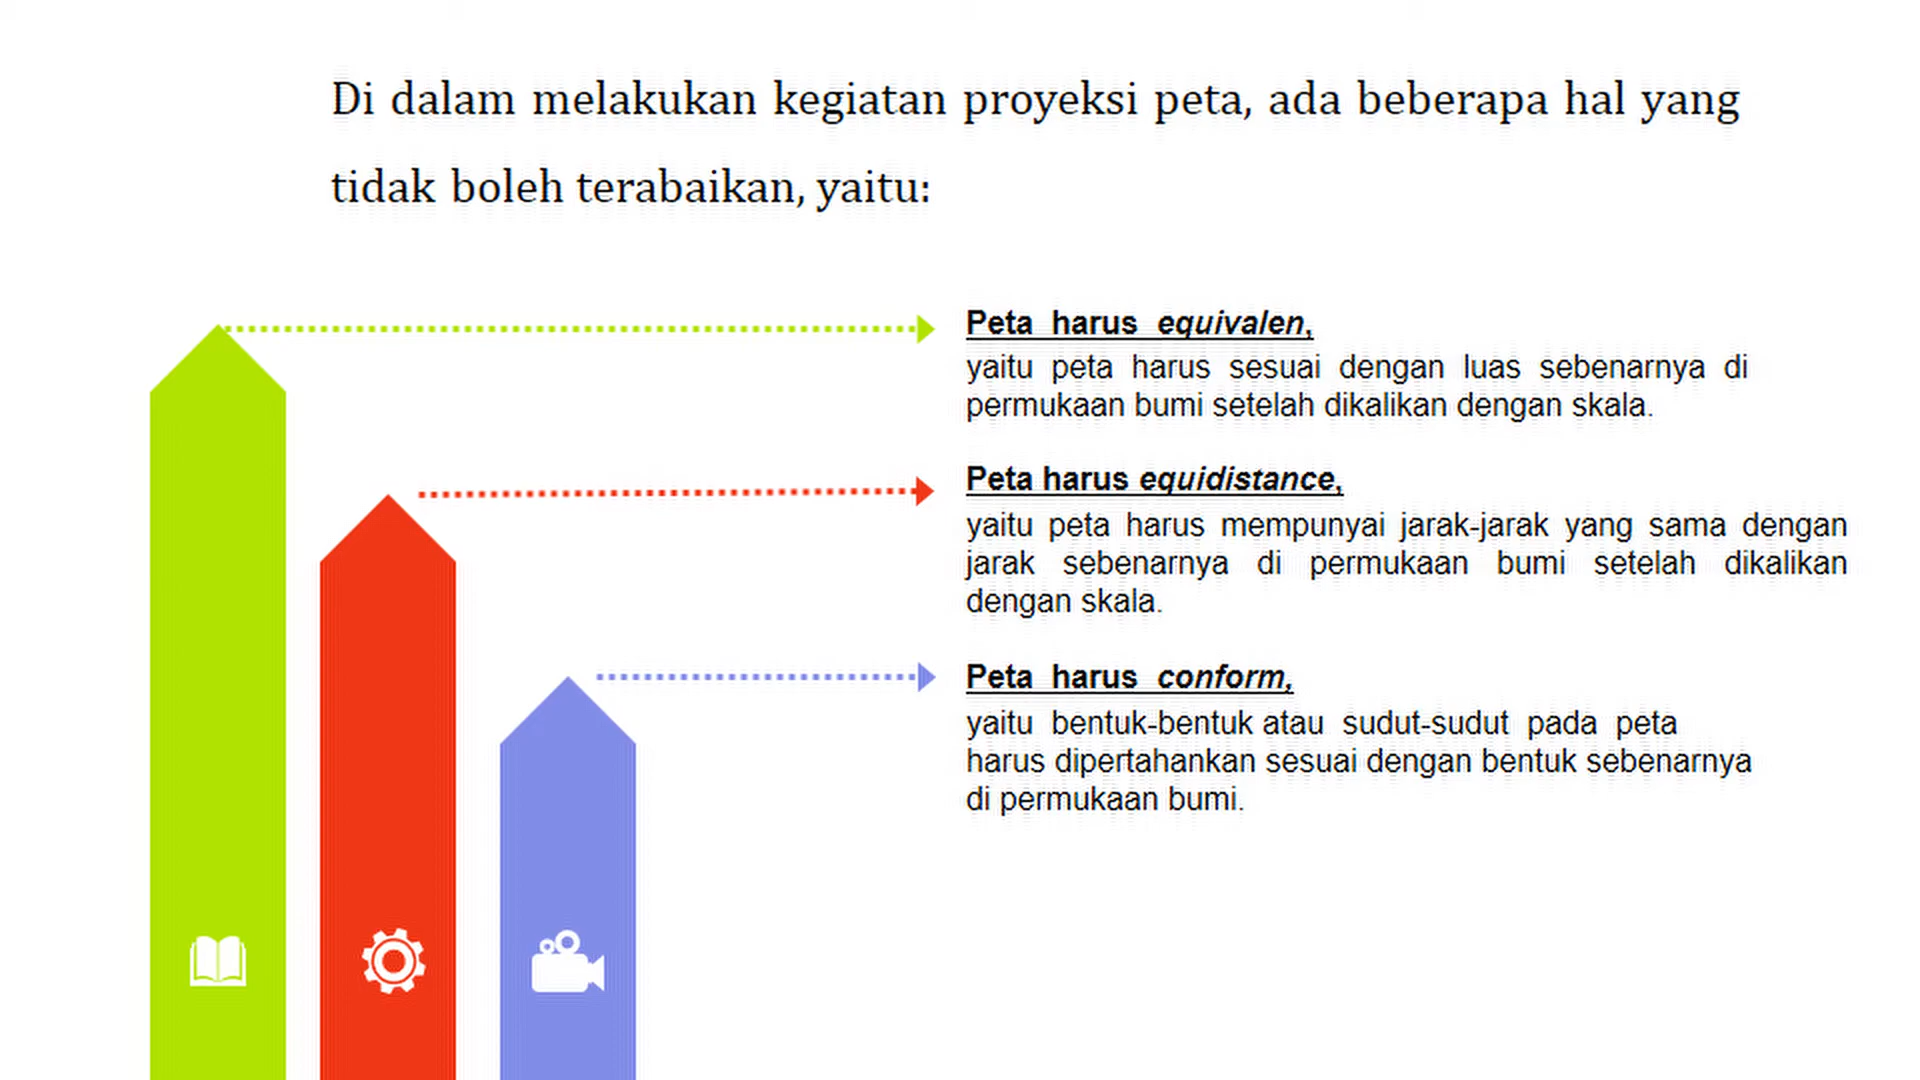 Di dalam melakukan kegiatan proyeksi peta, ada beberapa hal yang
tidak boleh terabaikan, yaitu:
Peta harus equivalen,
yaitu peta harus sesuai dengan luas sebenarnya di
permukaan bumi setelah dikalikan dengan skala.
Peta harus equidistance,
yaitu peta harus mempunyai jarak-jarak yang sama dengan
jarak sebenarnya di permukaan bumi setelah dikalikan
dengan skala.
Peta harus conform,
yaitu bentuk-bentuk atau sudut-sudut pada peta
harus dipertahankan sesuai dengan bentuk sebenarnya
di permukaan bumi.